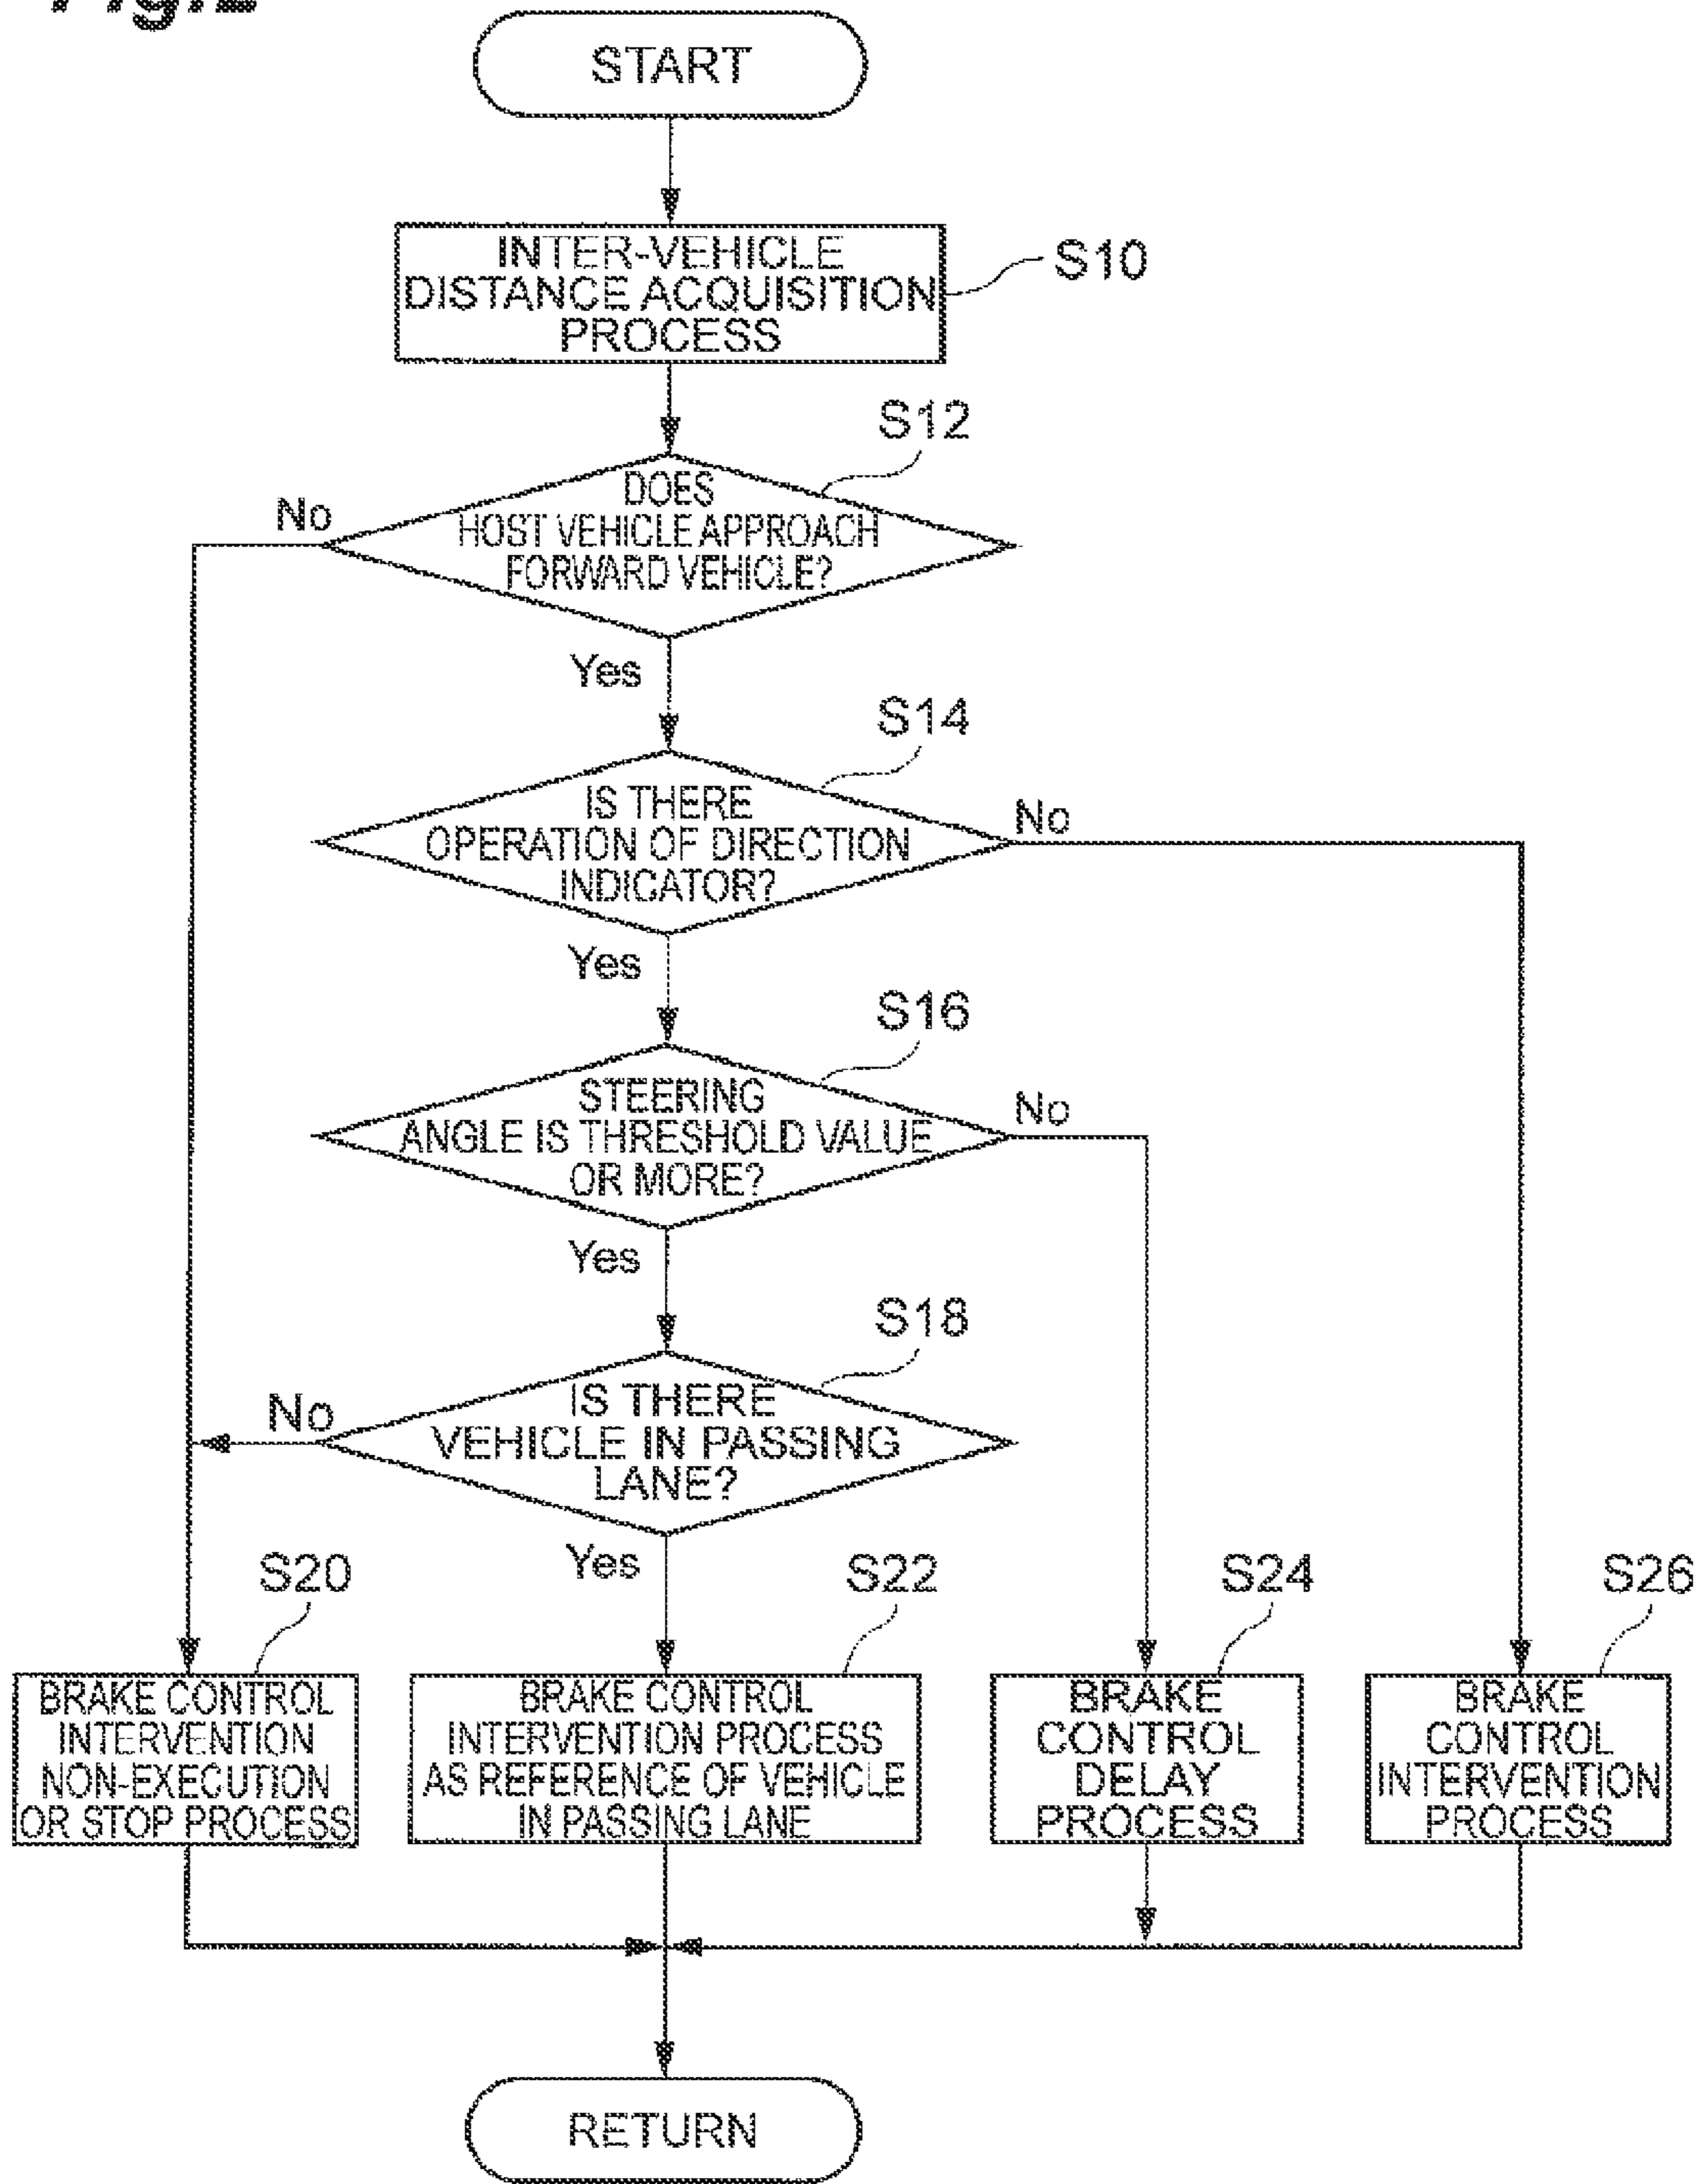 START
INTER-VEHICLE
DISTANCE ACQUISITION
PROCESS
S10
S12
DOES
HOST VEHICLE APPROACH
FORWARD VEHICLE?
No
Yes
S14
IS THERE
OPERATION OF DIRECTION
INDICATOR?
No
Yes
S16
STEERING
ANGLE IS THRESHOLD VALUE
OR MORE?
No
Yes
S18
IS THERE
VEHICLE IN PASSING
LANE?
No
Yes
S20
BRAKE CONTROL
INTERVENTION
NON-EXECUTION
OR STOP PROCESS
S22
BRAKE CONTROL
INTERVENTION PROCESS
AS REFERENCE OF VEHICLE
IN PASSING LANE
S24
BRAKE
CONTROL
DELAY
PROCESS
S26
BRAKE
CONTROL
INTERVENTION
PROCESS
RETURN